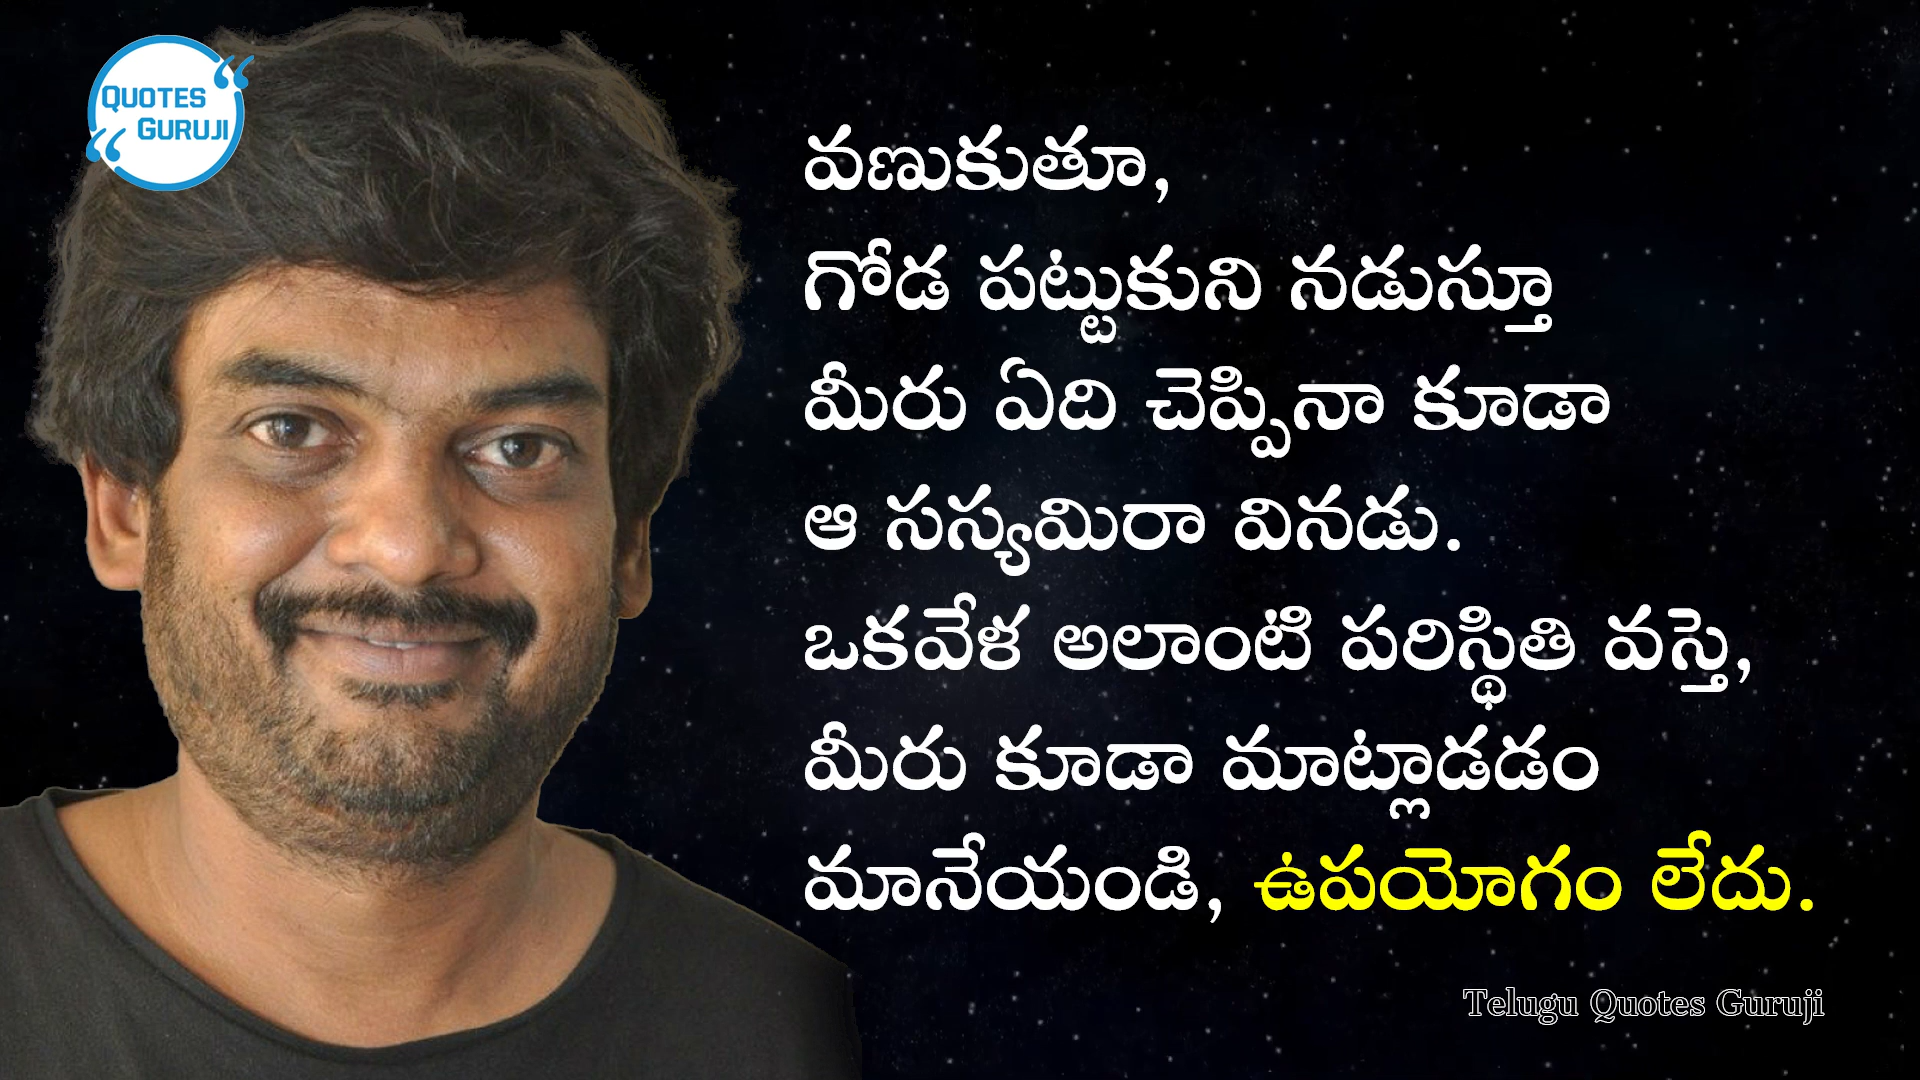 QUOTES
GURUJI
వణుకుతూ,
గోడ పట్టుకుని నడుస్తూ
మీరు ఏది చెప్పినా కూడా
ఆ సస్యమిరా వినడు.
ఒకవేళ అలాంటి పరిస్థితి వస్తె,
మీరు కూడా మాట్లాడడం
మానేయండి, ఉపయోగం లేదు.
Telugu Quotes Guruji